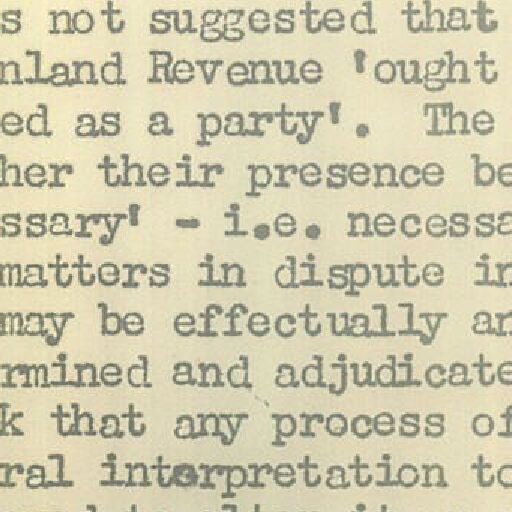 s not suggested that
nland Revenue 'ought
ed as a party'. The
her their presence be
ssary' - i.e. necessa
matters in dispute in
may be effectually an
rmined and adjudicate
k that any process of
ral interpretation to